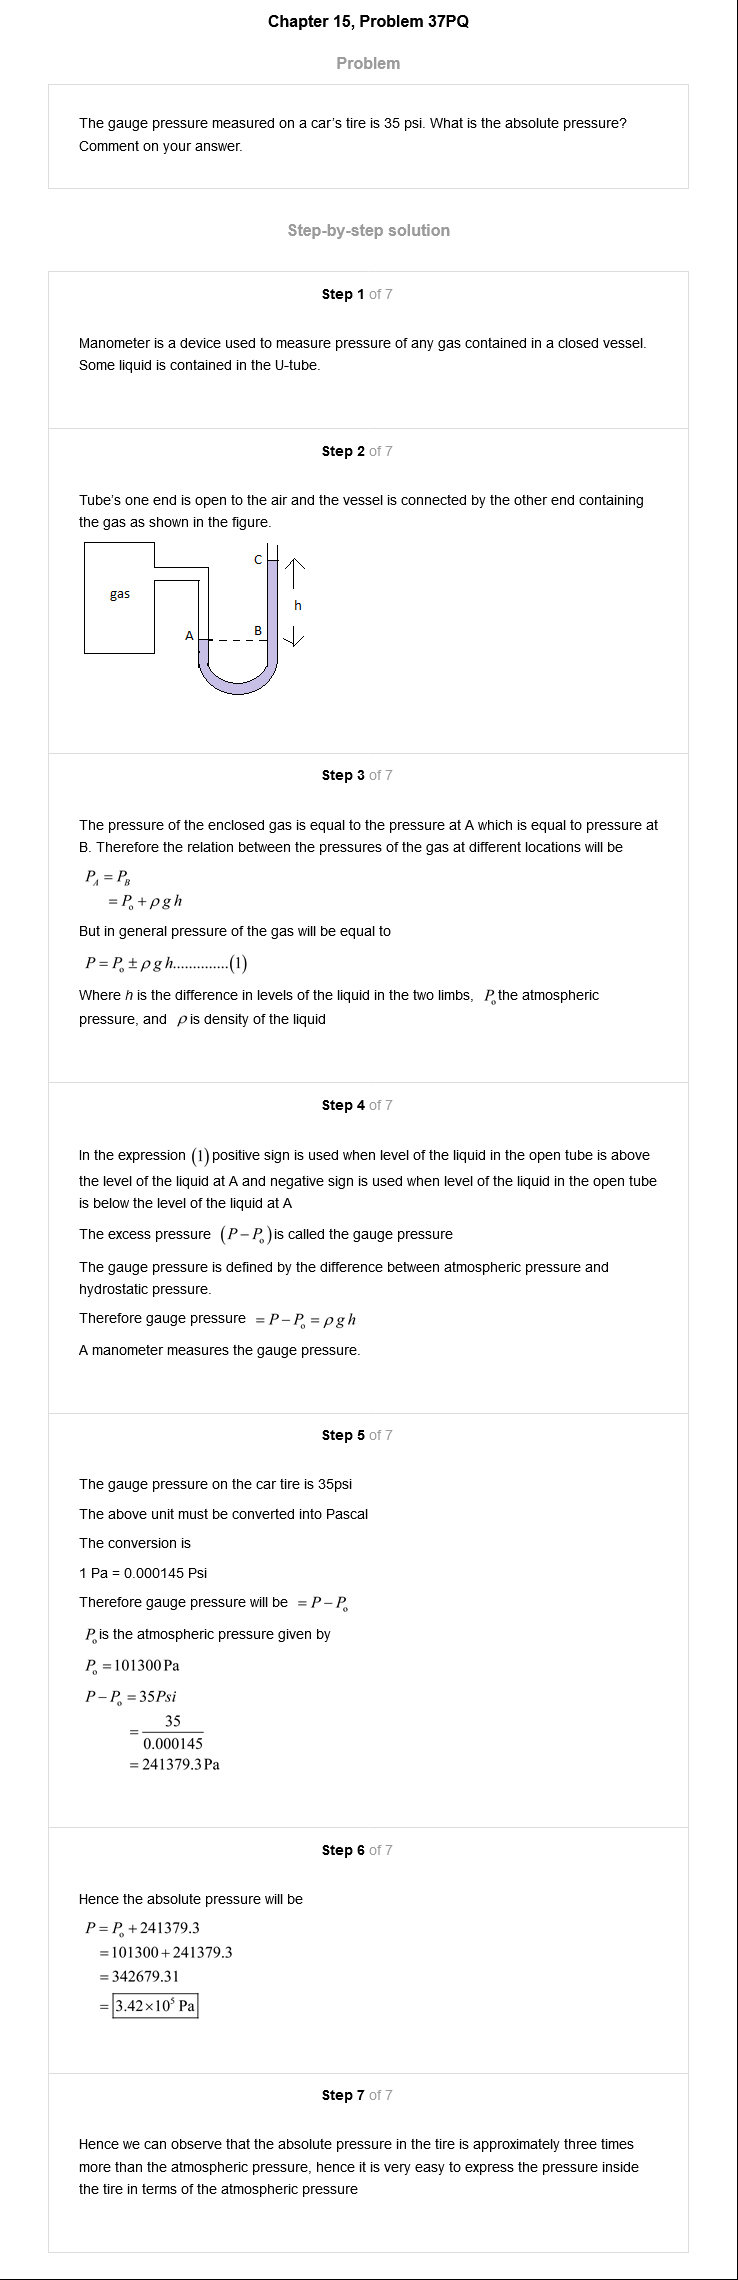 Chapter 15, Problem 37PQ
Problem
The gauge pressure measured on a car's tire is 35 psi. What is the absolute pressure?
Comment on your answer.
Step-by-step solution
Step 1 of 7
Manometer is a device used to measure pressure of any gas contained in a closed vessel.
Some liquid is contained in the U-tube.
Step 2 of 7
Tube's one end is open to the air and the vessel is connected by the other end containing
the gas as shown in the figure.
C
gas
h
A
B
Step 3 of 7
The pressure of the enclosed gas is equal to the pressure at A which is equal to pressure at
B. Therefore the relation between the pressures of the gas at different locations will be
P_A = P_B
= P_o + ρ g h
But in general pressure of the gas will be equal to
P = P_o ± ρ g h..............(1)
Where h is the difference in levels of the liquid in the two limbs, P_o the atmospheric
pressure, and ρ is density of the liquid
Step 4 of 7
In the expression (1) positive sign is used when level of the liquid in the open tube is above
the level of the liquid at A and negative sign is used when level of the liquid in the open tube
is below the level of the liquid at A
The excess pressure (P − P_o) is called the gauge pressure
The gauge pressure is defined by the difference between atmospheric pressure and
hydrostatic pressure.
Therefore gauge pressure = P − P_o = ρ g h
A manometer measures the gauge pressure.
Step 5 of 7
The gauge pressure on the car tire is 35psi
The above unit must be converted into Pascal
The conversion is
1 Pa = 0.000145 Psi
Therefore gauge pressure will be = P − P_o
P_o is the atmospheric pressure given by
P_o = 101300 Pa
P − P_o = 35 Psi
= 35 / 0.000145
= 241379.3 Pa
Step 6 of 7
Hence the absolute pressure will be
P = P_o + 241379.3
= 101300 + 241379.3
= 342679.31
= 3.42×10⁵ Pa
Step 7 of 7
Hence we can observe that the absolute pressure in the tire is approximately three times
more than the atmospheric pressure, hence it is very easy to express the pressure inside
the tire in terms of the atmospheric pressure